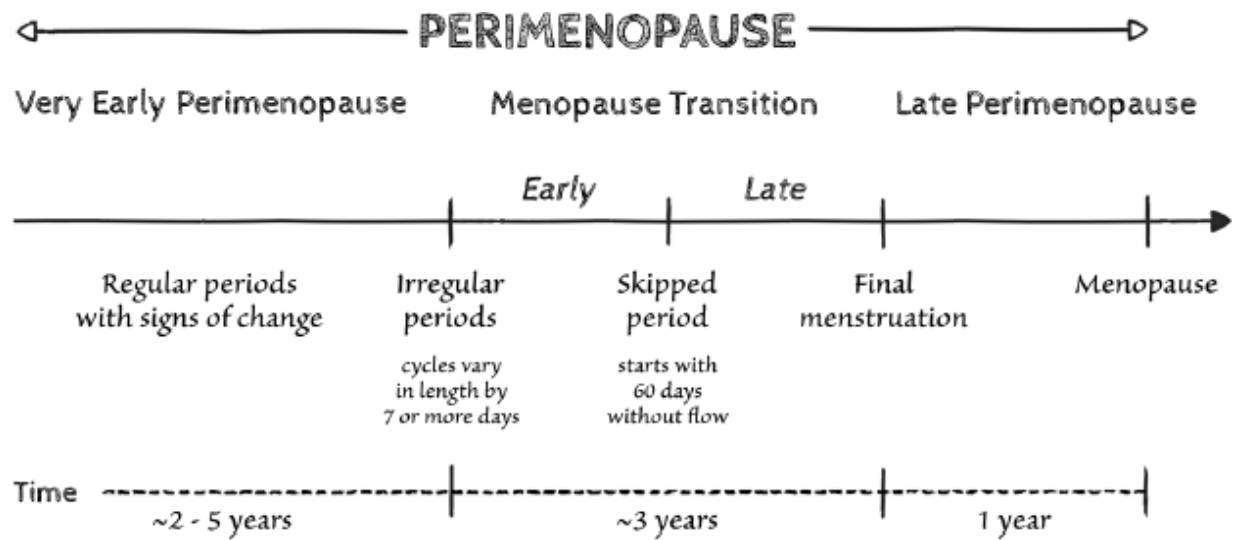 PERIMENOPAUSE
Very Early Perimenopause
Menopause Transition
Late Perimenopause
Early
Late
Regular periods
with signs of change
Irregular
periods
cycles vary
in length by
7 or more days
Skipped
period
starts with
60 days
without flow
Final
menstruation
Menopause
Time
~2 - 5 years
~3 years
1 year